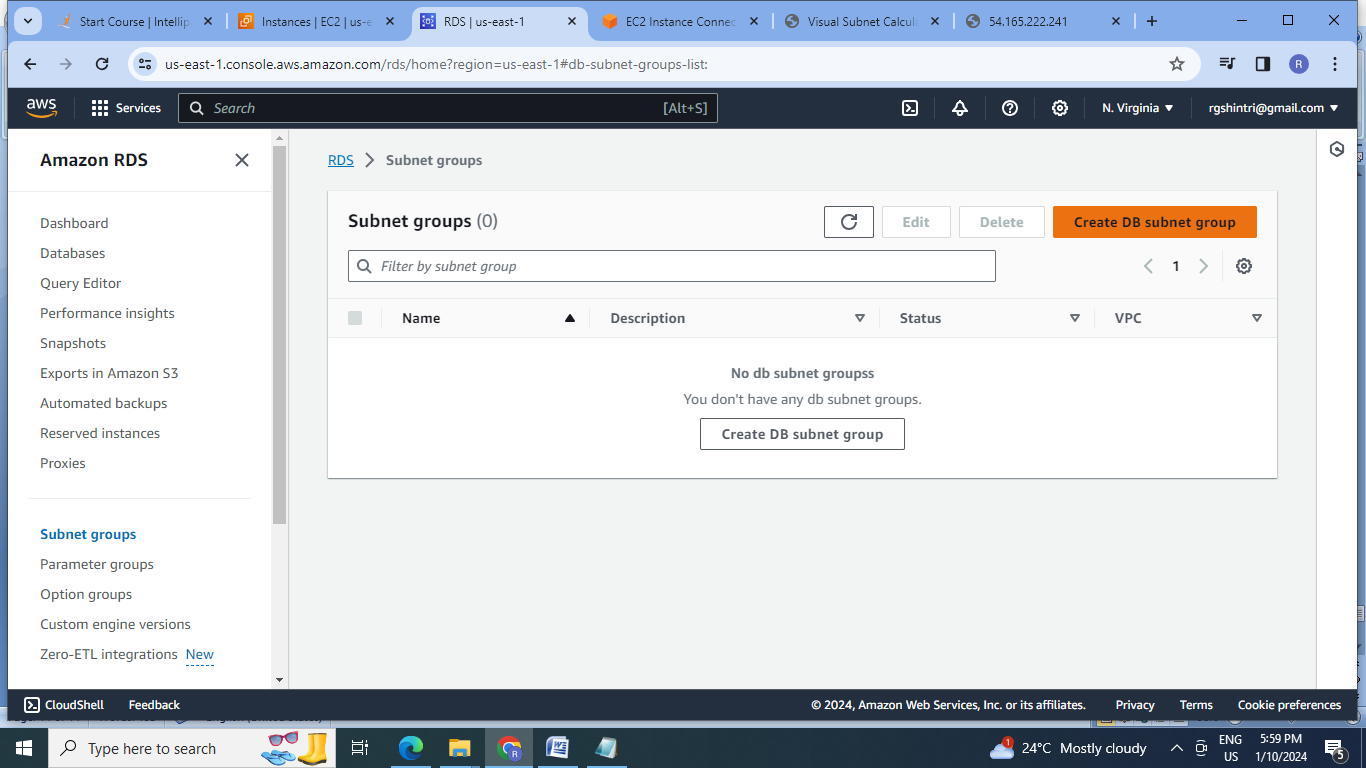 Start Course | Intellip
Instances | EC2 | us-e
RDS | us-east-1
EC2 Instance Connec
Visual Subnet Calcul
54.165.222.241
us-east-1.console.aws.amazon.com/rds/home?region=us-east-1#db-subnet-groups-list:
R
aws
Services
Search
[Alt+S]
N. Virginia
rgshintri@gmail.com
Amazon RDS
Dashboard
Databases
Query Editor
Performance insights
Snapshots
Exports in Amazon S3
Automated backups
Reserved instances
Proxies
Subnet groups
Parameter groups
Option groups
Custom engine versions
Zero-ETL integrations New
RDS > Subnet groups
Subnet groups (0)
Edit
Delete
Create DB subnet group
Filter by subnet group
1
Name
Description
Status
VPC
No db subnet groupss
You don't have any db subnet groups.
Create DB subnet group
CloudShell
Feedback
© 2024, Amazon Web Services, Inc. or its affiliates.
Privacy
Terms
Cookie preferences
Type here to search
R
1
24°C Mostly cloudy
ENG
US
5:59 PM
1/10/2024
5